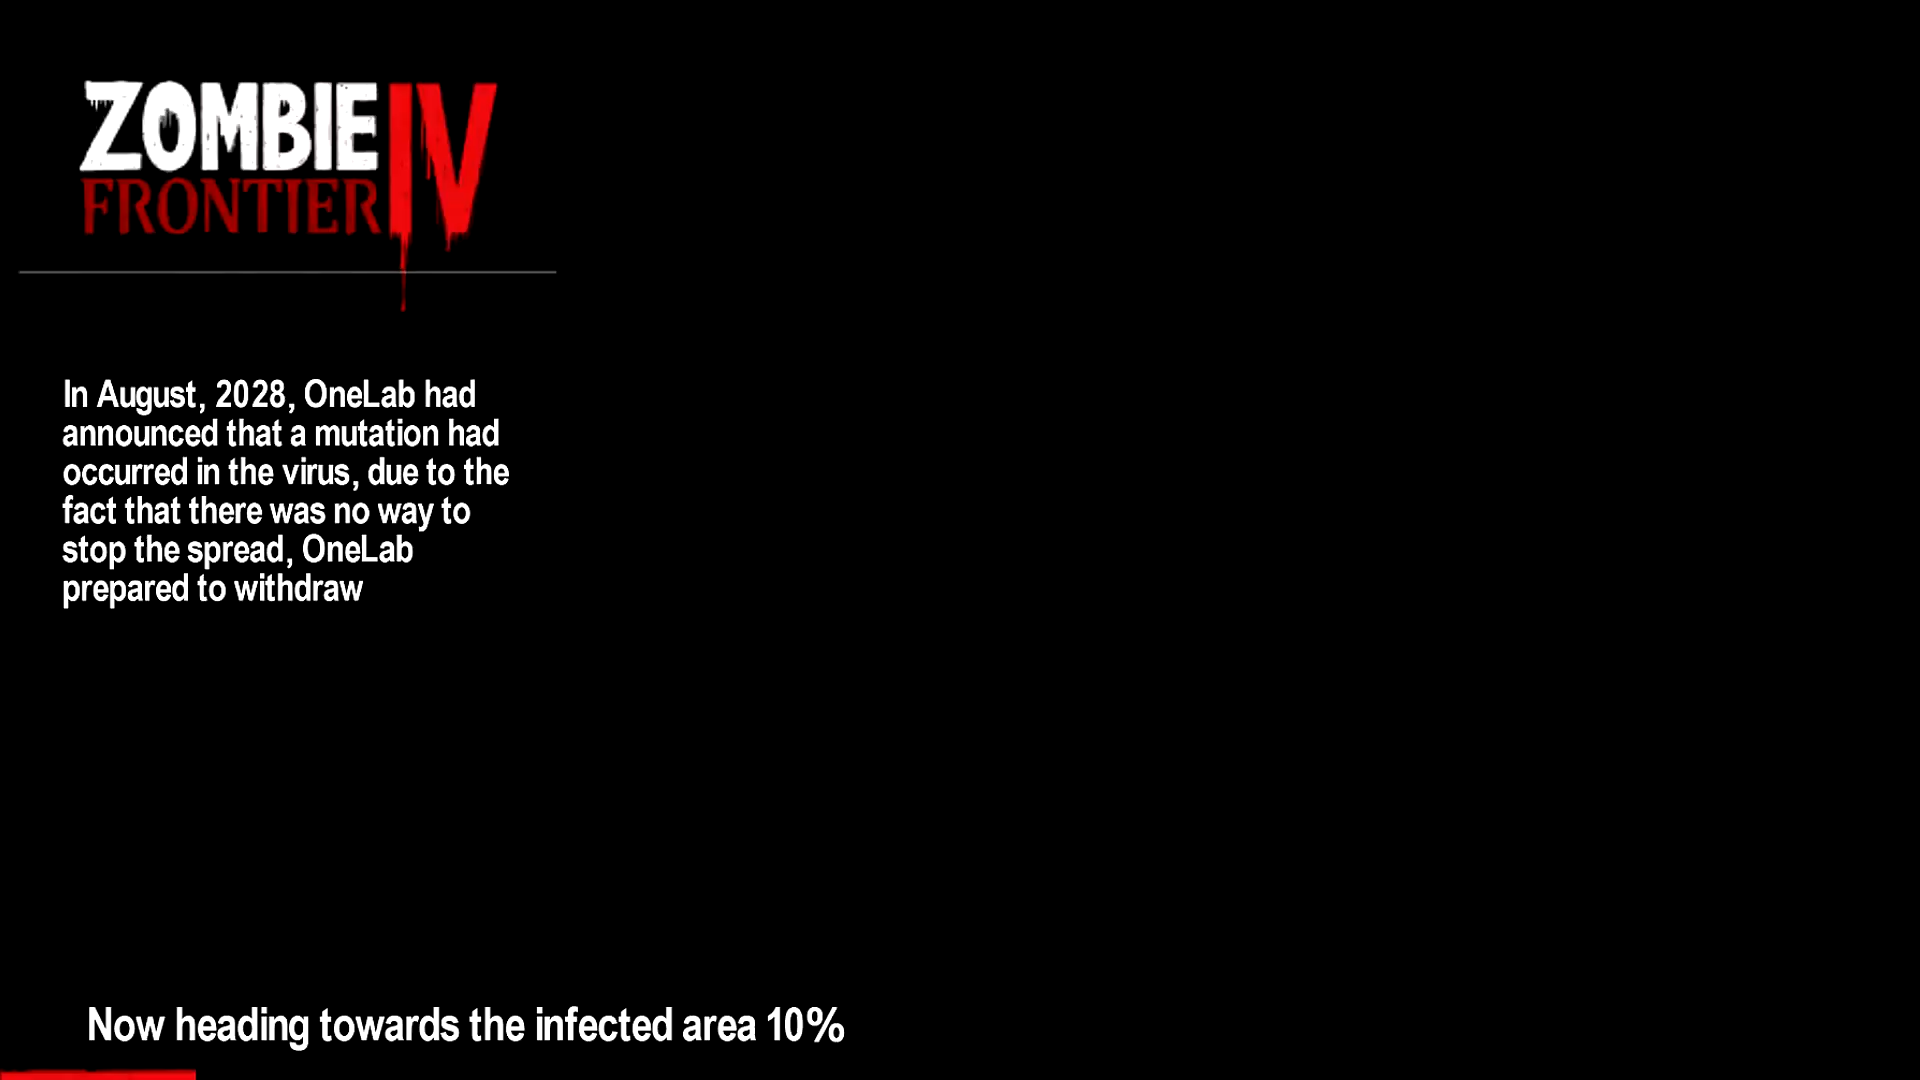 ZOMBIE IV
FRONTIER
In August, 2028, OneLab had
announced that a mutation had
occurred in the virus, due to the
fact that there was no way to
stop the spread, OneLab
prepared to withdraw
Now heading towards the infected area 10%